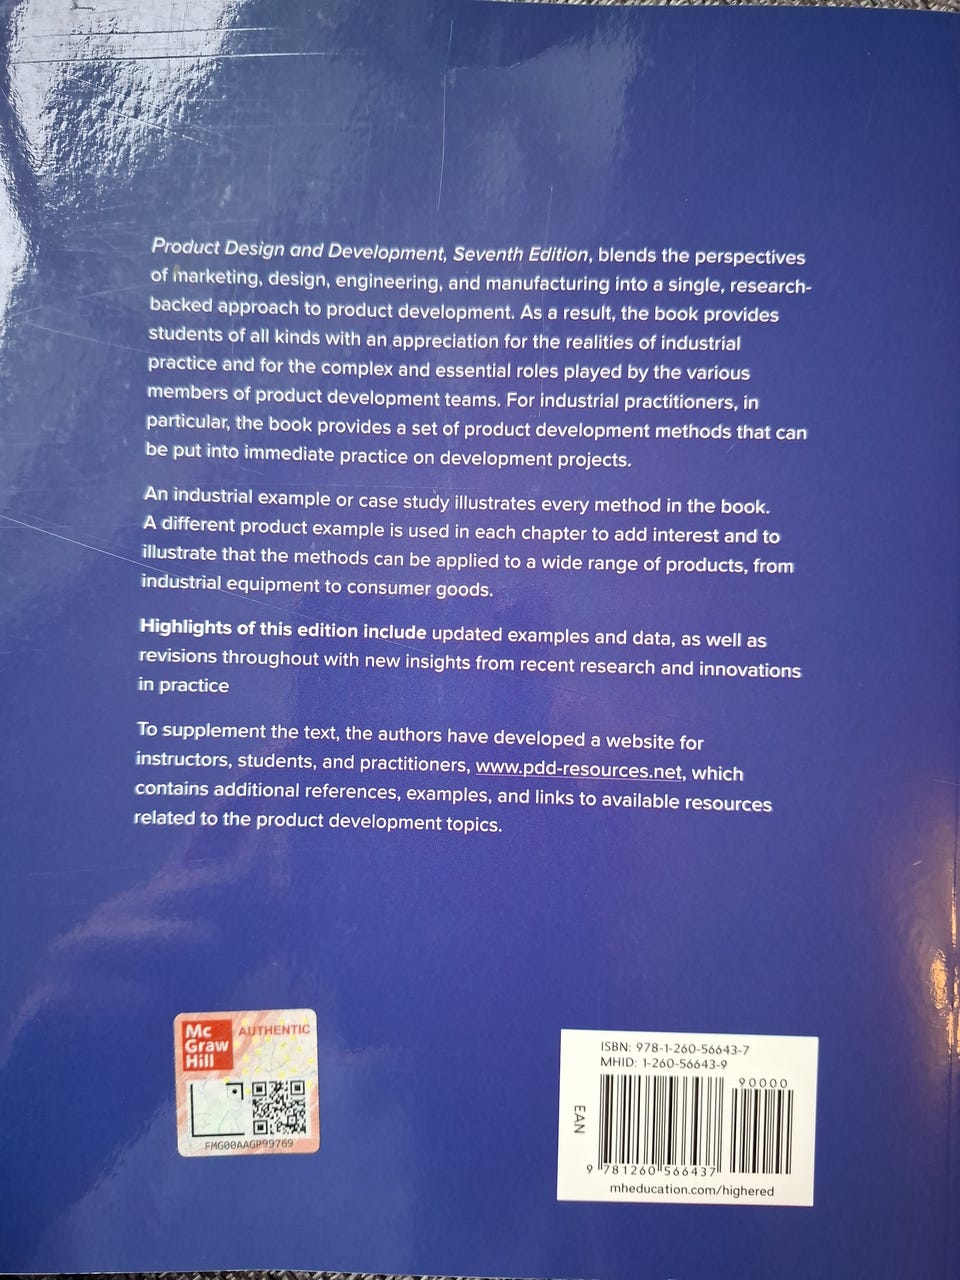 Product Design and Development, Seventh Edition, blends the perspectives
of marketing, design, engineering, and manufacturing into a single, research-
backed approach to product development. As a result, the book provides
students of all kinds with an appreciation for the realities of industrial
practice and for the complex and essential roles played by the various
members of product development teams. For industrial practitioners, in
particular, the book provides a set of product development methods that can
be put into immediate practice on development projects.
An industrial example or case study illustrates every method in the book.
A different product example is used in each chapter to add interest and to
illustrate that the methods can be applied to a wide range of products, from
industrial equipment to consumer goods.
Highlights of this edition include updated examples and data, as well as
revisions throughout with new insights from recent research and innovations
in practice
To supplement the text, the authors have developed a website for
instructors, students, and practitioners, www.pdd-resources.net, which
contains additional references, examples, and links to available resources
related to the product development topics.
Mc
Graw
Hill
AUTHENTIC
FMG00AAGP99769
ISBN: 978-1-260-56643-7
MHID: 1-260-56643-9
90000
EAN
9 781260 566437
mheducation.com/highered